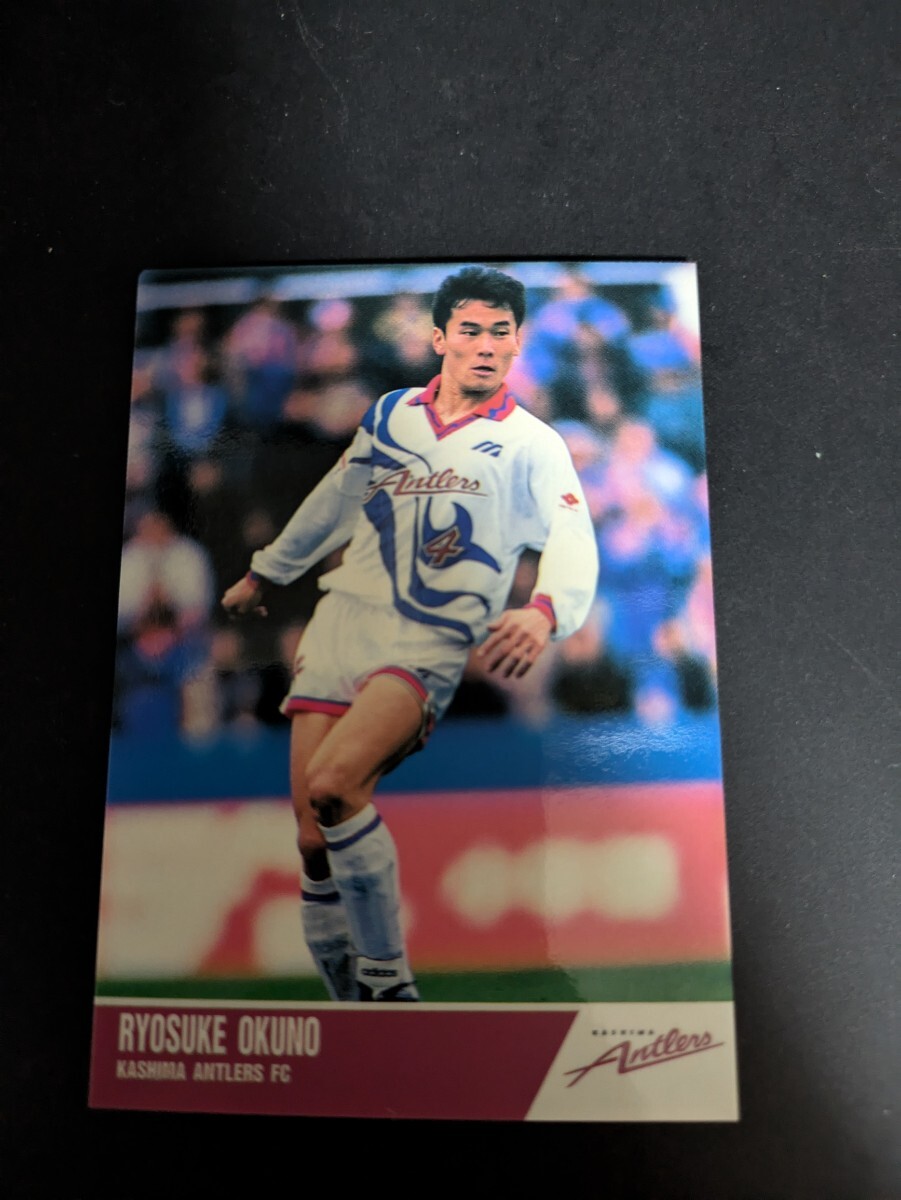 Antlers
4
RYOSUKE OKUNO
KASHIMA ANTLERS FC
KASHIMA
Antlers